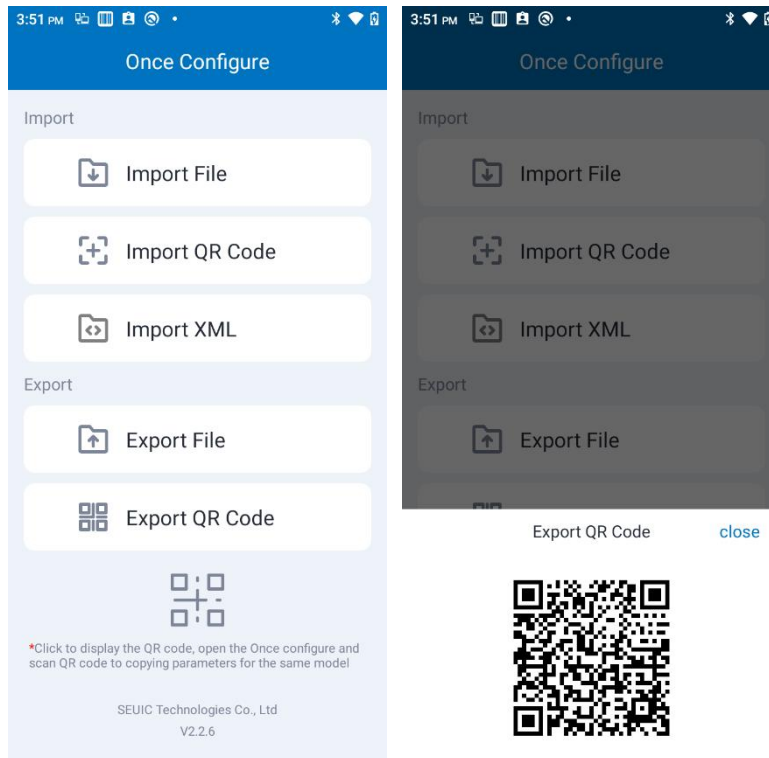 3:51 PM
Once Configure
Import
Import File
Import QR Code
Import XML
Export
Export File
Export QR Code
*Click to display the QR code, open the Once configure and
scan QR code to copying parameters for the same model
SEUIC Technologies Co., Ltd
V2.2.6
3:51 PM
Once Configure
Import
Import File
Import QR Code
Import XML
Export
Export File
Export QR Code
close